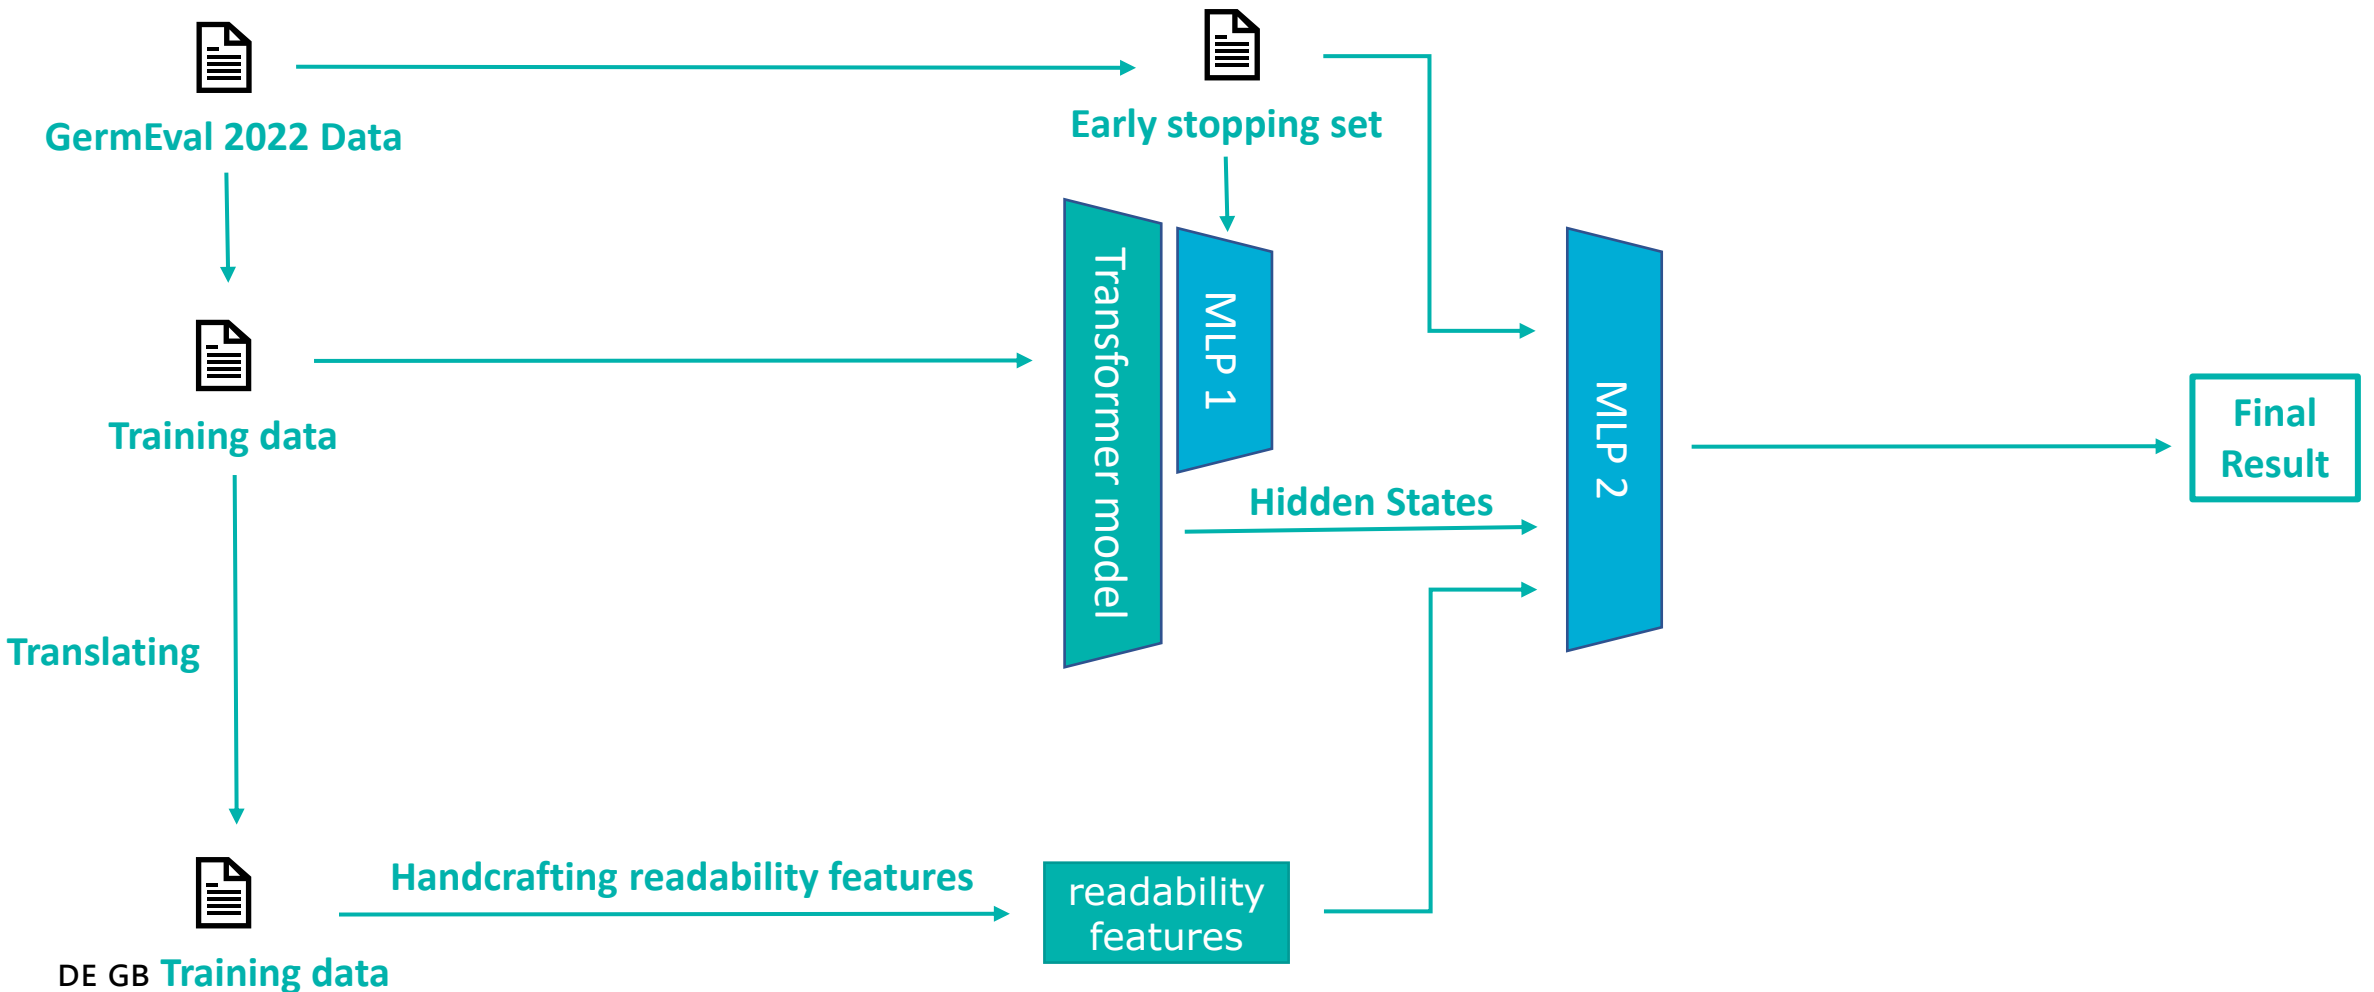 GermEval 2022 Data
Early stopping set
Training data
Transformer model
MLP 1
Hidden States
MLP 2
Final
Result
Translating
Handcrafting readability features
readability
features
DE GB Training data